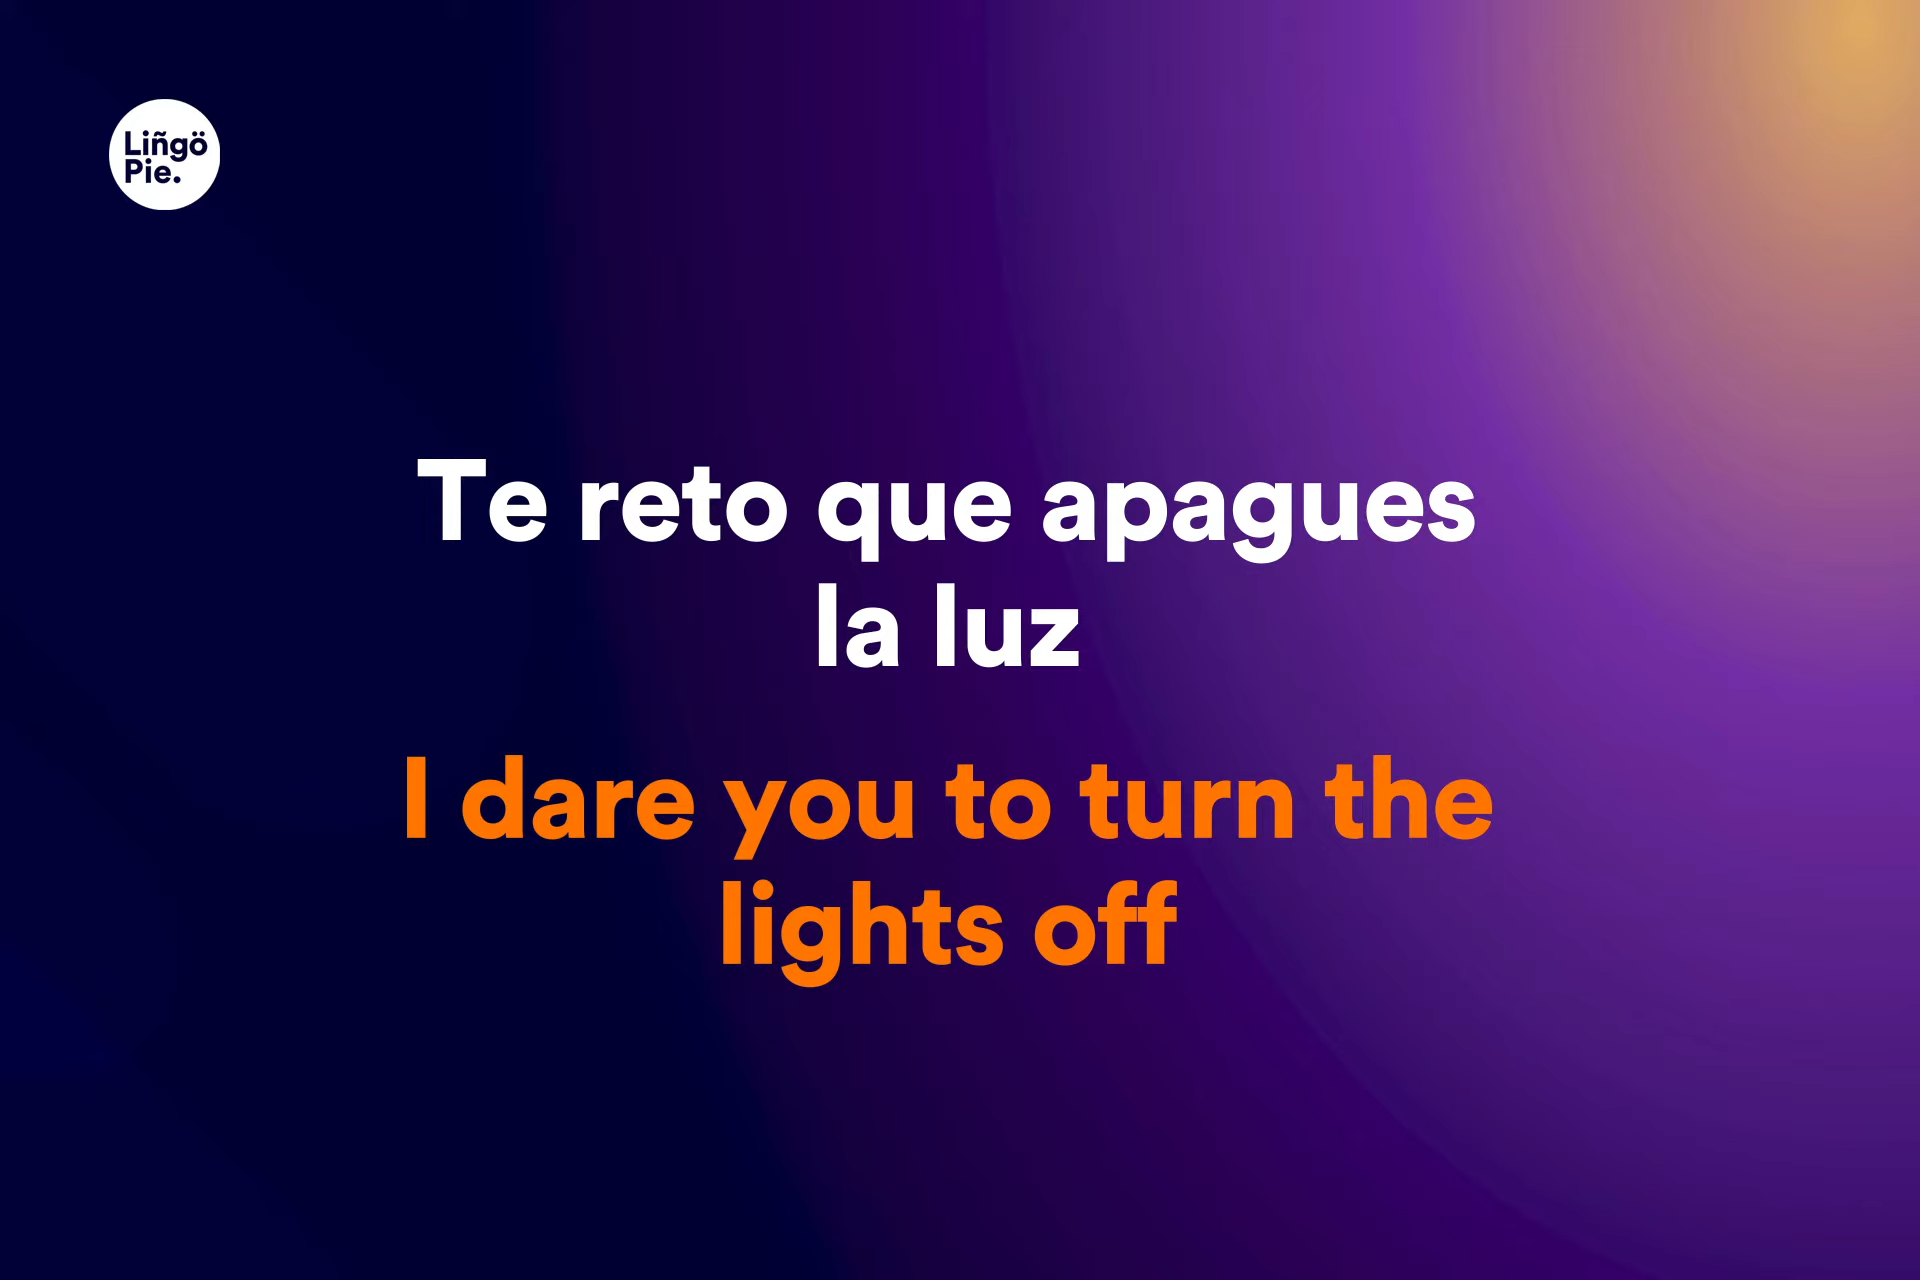 Liñgö
Pie.
Te reto que apagues
la luz
I dare you to turn the
lights off